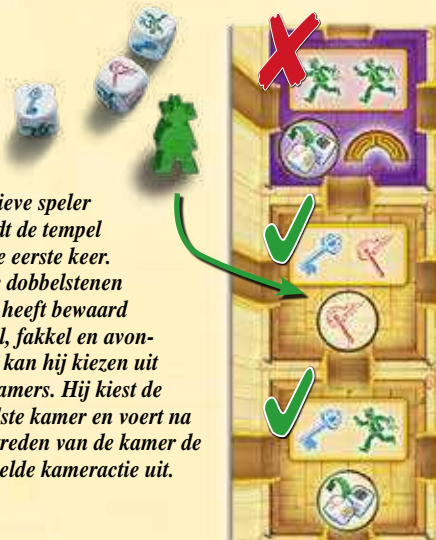 ieve speler
dt de tempel
e eerste keer.
dobbelstenen
heeft bewaard
l, fakkel en avon-
kan hij kiezen uit
amers. Hij kiest de
lste kamer en voert na
treden van de kamer de
elde kameractie uit.